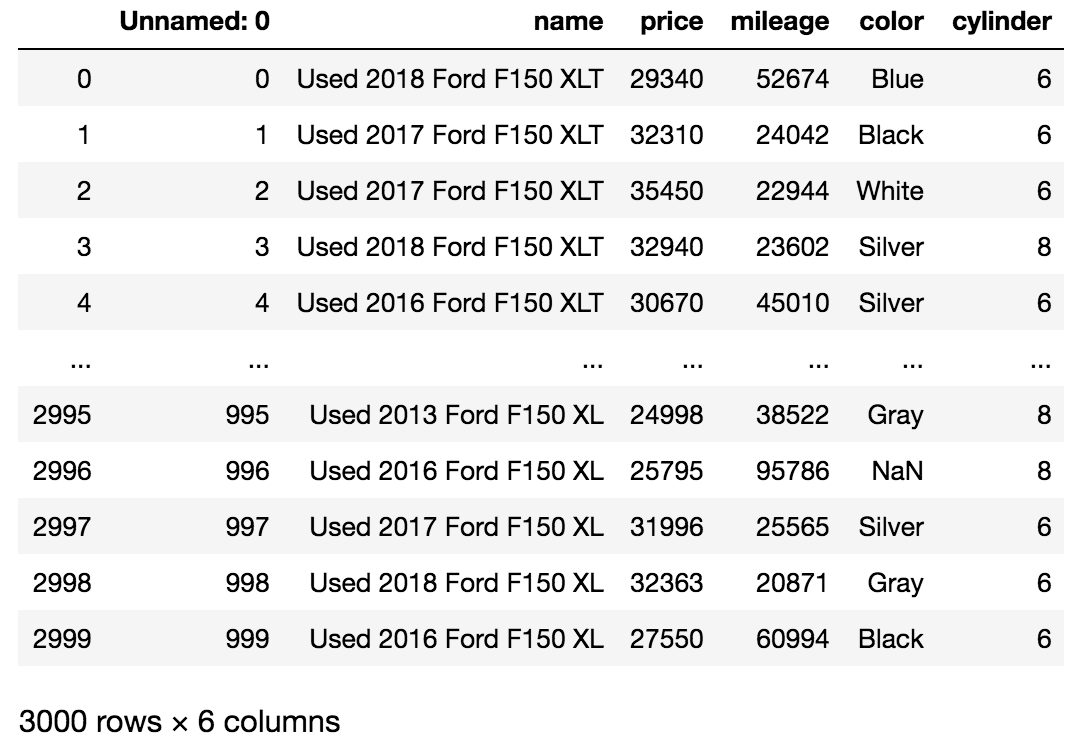 Unnamed: 0 name price mileage color cylinder
0 0 Used 2018 Ford F150 XLT 29340 52674 Blue 6
1 1 Used 2017 Ford F150 XLT 32310 24042 Black 6
2 2 Used 2017 Ford F150 XLT 35450 22944 White 6
3 3 Used 2018 Ford F150 XLT 32940 23602 Silver 8
4 4 Used 2016 Ford F150 XLT 30670 45010 Silver 6
... ... ... ... ... ... ...
2995 995 Used 2013 Ford F150 XL 24998 38522 Gray 8
2996 996 Used 2016 Ford F150 XL 25795 95786 NaN 8
2997 997 Used 2017 Ford F150 XL 31996 25565 Silver 6
2998 998 Used 2018 Ford F150 XL 32363 20871 Gray 6
2999 999 Used 2016 Ford F150 XL 27550 60994 Black 6
3000 rows × 6 columns